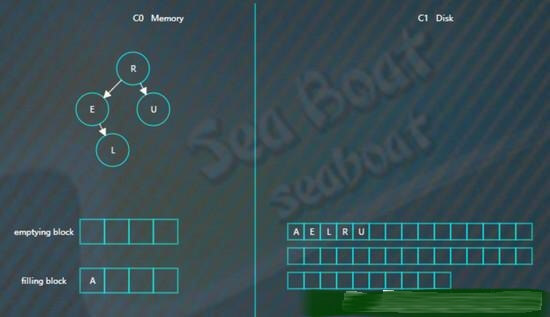 C0 Memory
C1 Disk
R
E
U
L
Sea Boat
seaboat
emptying block
filling block
A
A E L R U